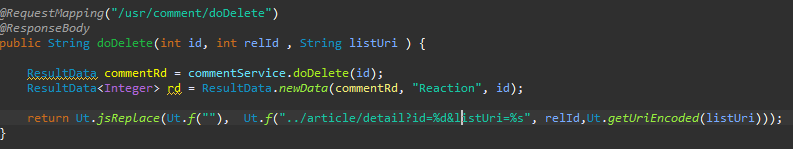 @RequestMapping("/usr/comment/doDelete")
@ResponseBody
public String doDelete(int id, int relId , String listUri ) {
ResultData commentRd = commentService.doDelete(id);
ResultData<Integer> rd = ResultData.newData(commentRd, "Reaction", id);
return Ut.jsReplace(Ut.f(""), Ut.f("../article/detail?id=%d&listUri=%s", relId,Ut.getUriEncoded(listUri)));
}